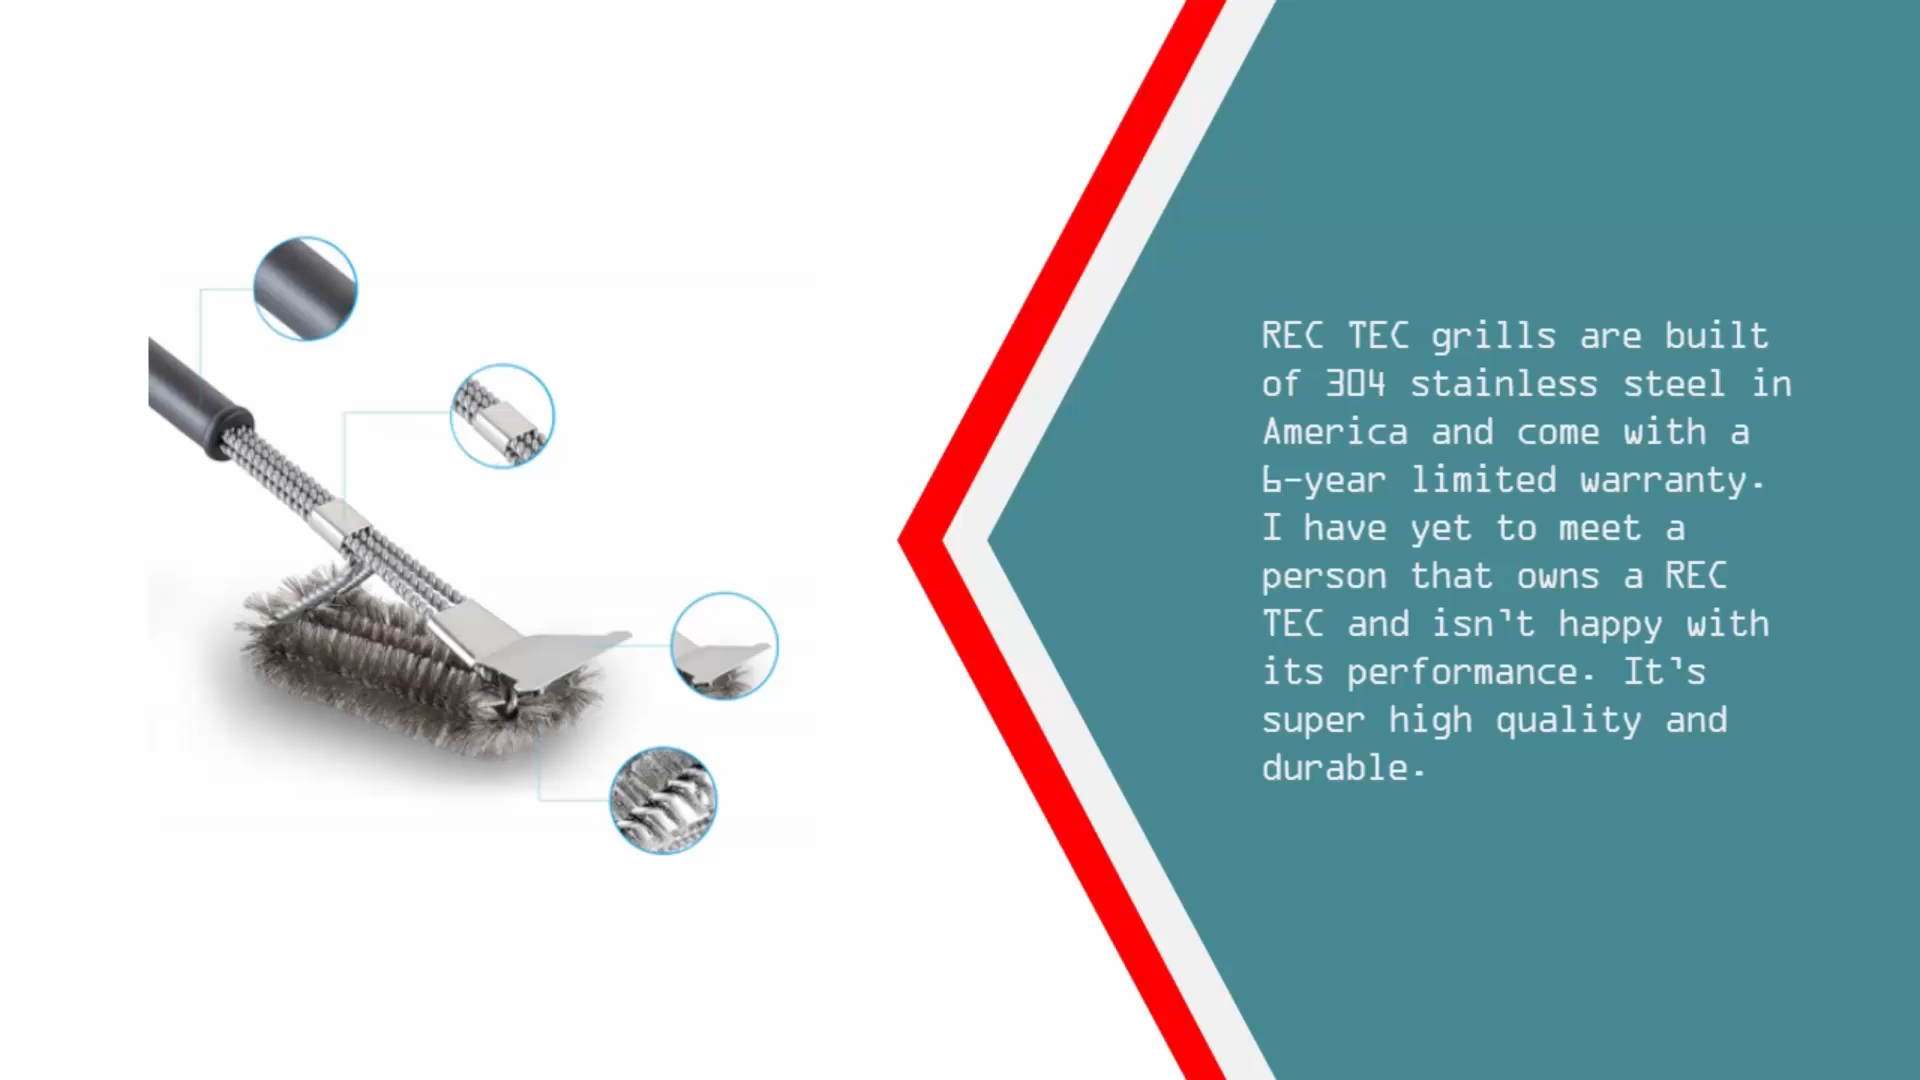 REC TEC grills are built
of 304 stainless steel in
America and come with a
6-year limited warranty.
I have yet to meet a
person that owns a REC
TEC and isn't happy with
its performance. It's
super high quality and
durable.